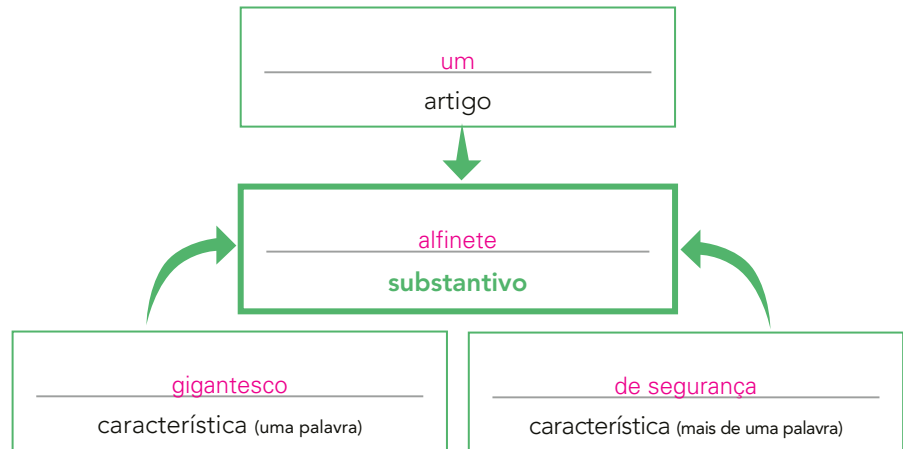 um
artigo
alfinete
substantivo
gigantesco
característica (uma palavra)
de segurança
característica (mais de uma palavra)